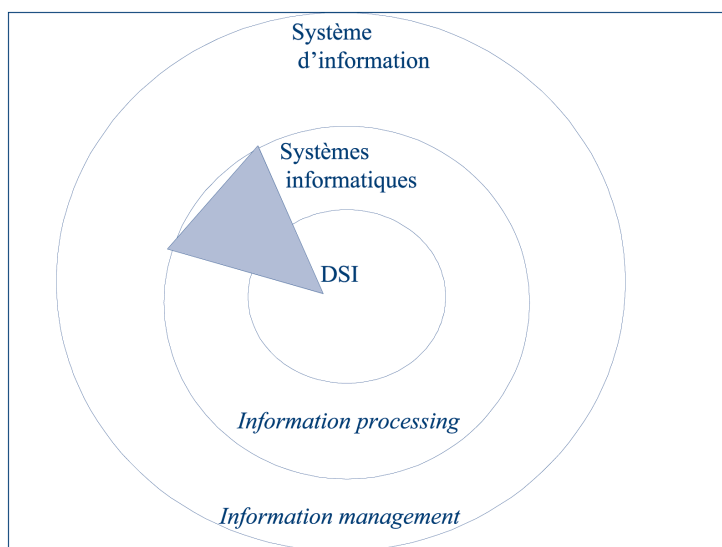 Système
d’information
Systèmes
informatiques
DSI
Information processing
Information management